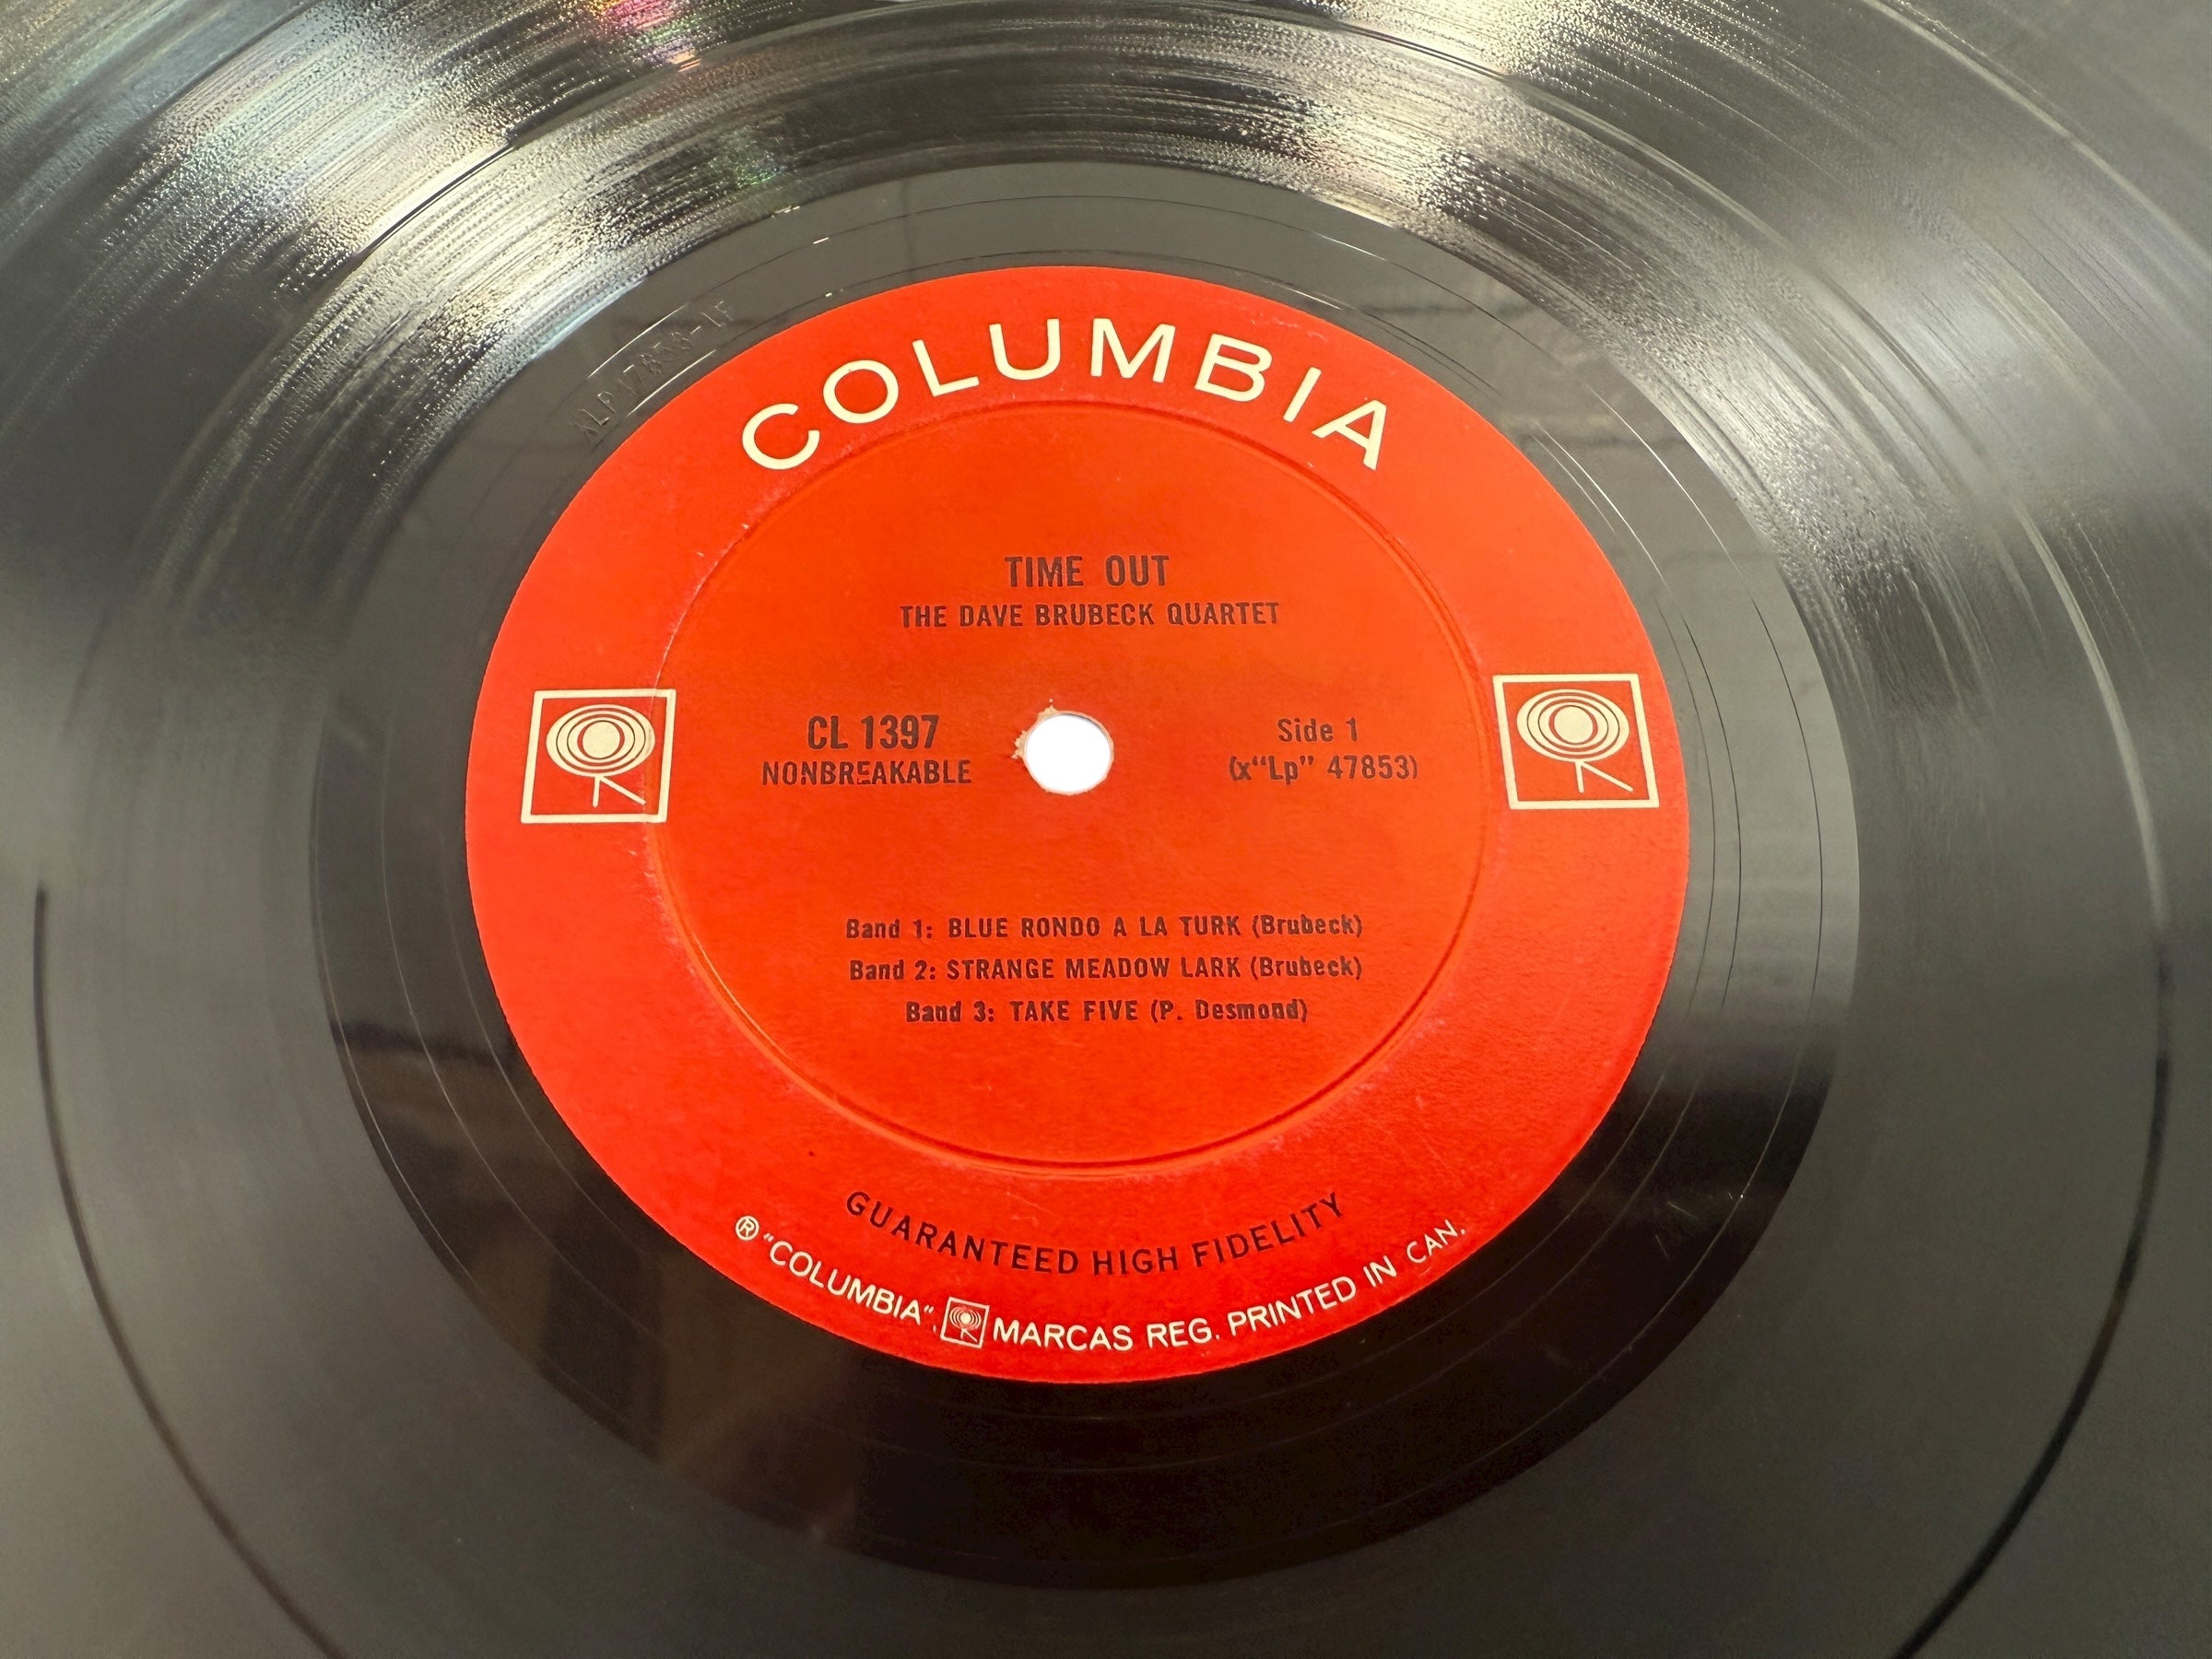 COLUMBIA
TIME OUT
THE DAVE BRUBECK QUARTET
CL 1397
NONBREAKABLE
Side 1
(x"Lp" 47853)
Band 1: BLUE RONDO A LA TURK (Brubeck)
Band 2: STRANGE MEADOW LARK (Brubeck)
Band 3: TAKE FIVE (P. Desmond)
GUARANTEED HIGH FIDELITY
® "COLUMBIA", MARCAS REG. PRINTED IN CAN.